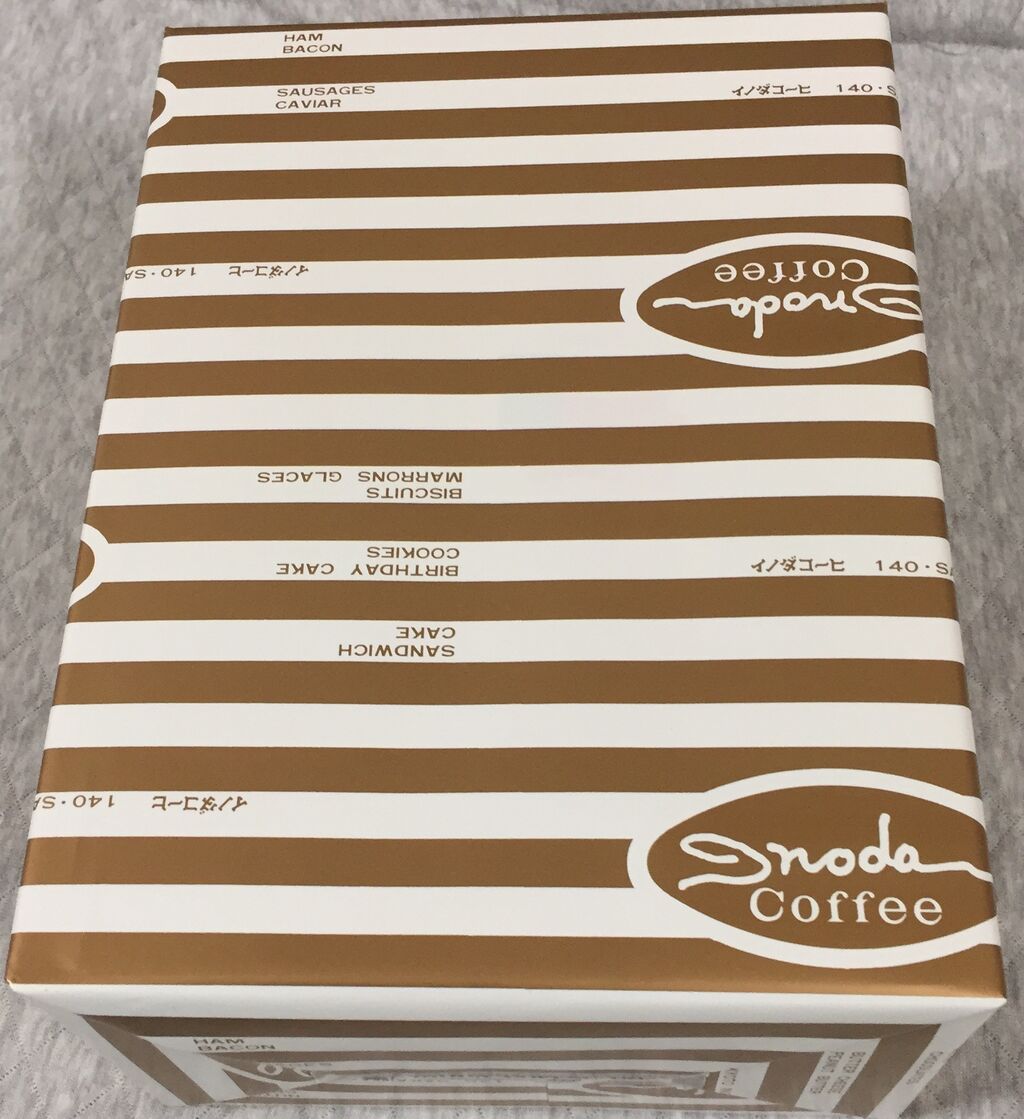 HAM
BACON
SAUSAGES
CAVIAR
イノダコーヒ 140・S
イノダコーヒ 140・SA
Inoda
Coffee
BISCUITS
MARRONS GLACES
BIRTHDAY CAKE
COOKIES
イノダコーヒ 140・SA
SANDWICH
CAKE
イノダコーヒ 140・SA
Inoda
Coffee
HAM
BACON